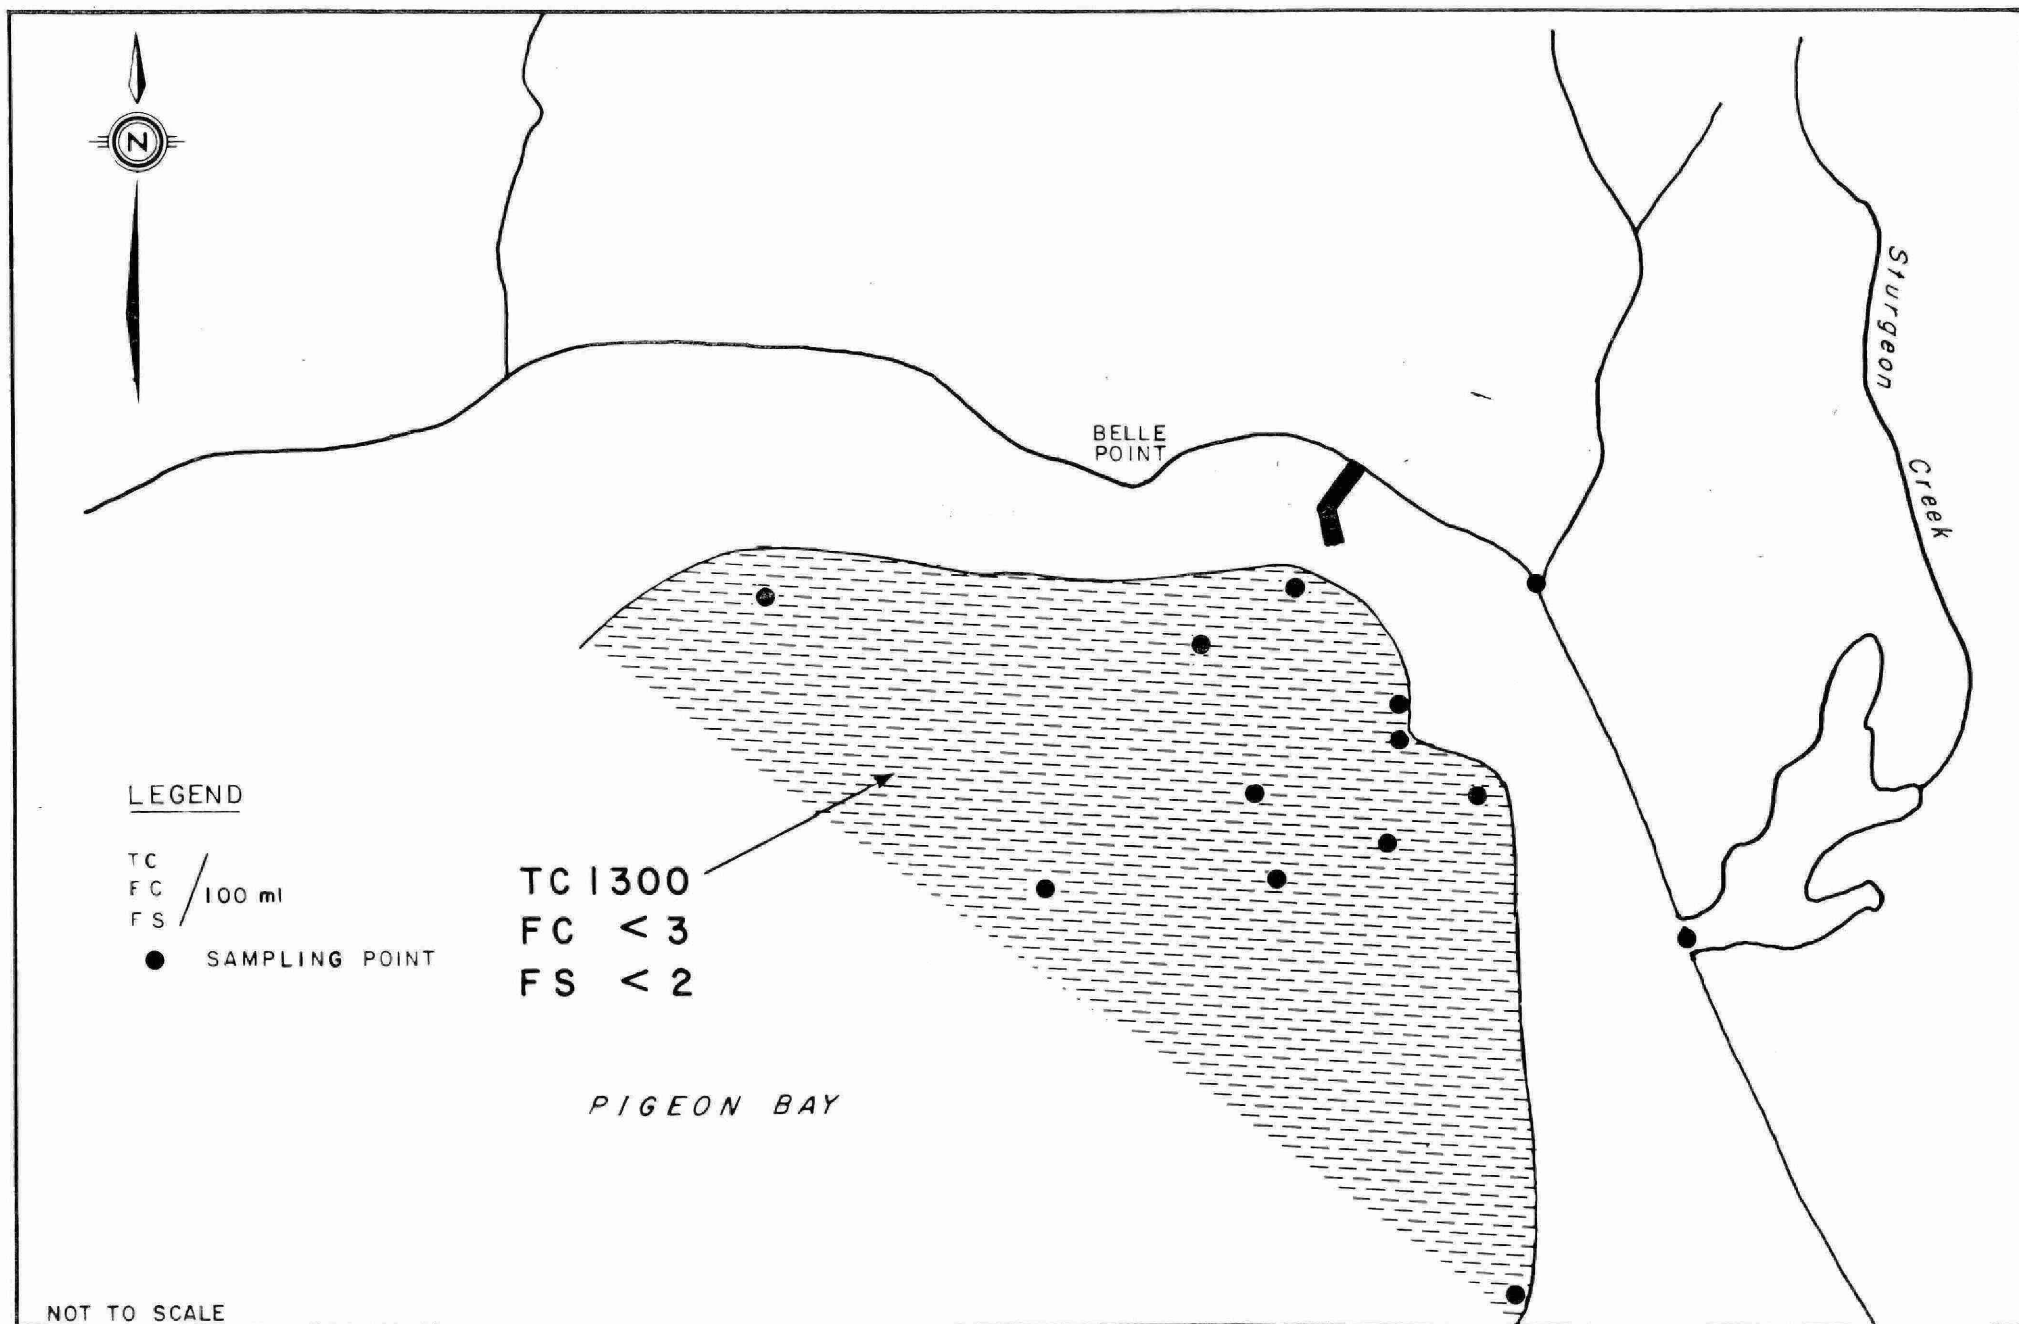 N
Sturgeon
Creek
BELLE
POINT
LEGEND
TC
FC
FS
/100 ml
SAMPLING POINT
TC 1300
FC < 3
FS < 2
PIGEON BAY
NOT TO SCALE